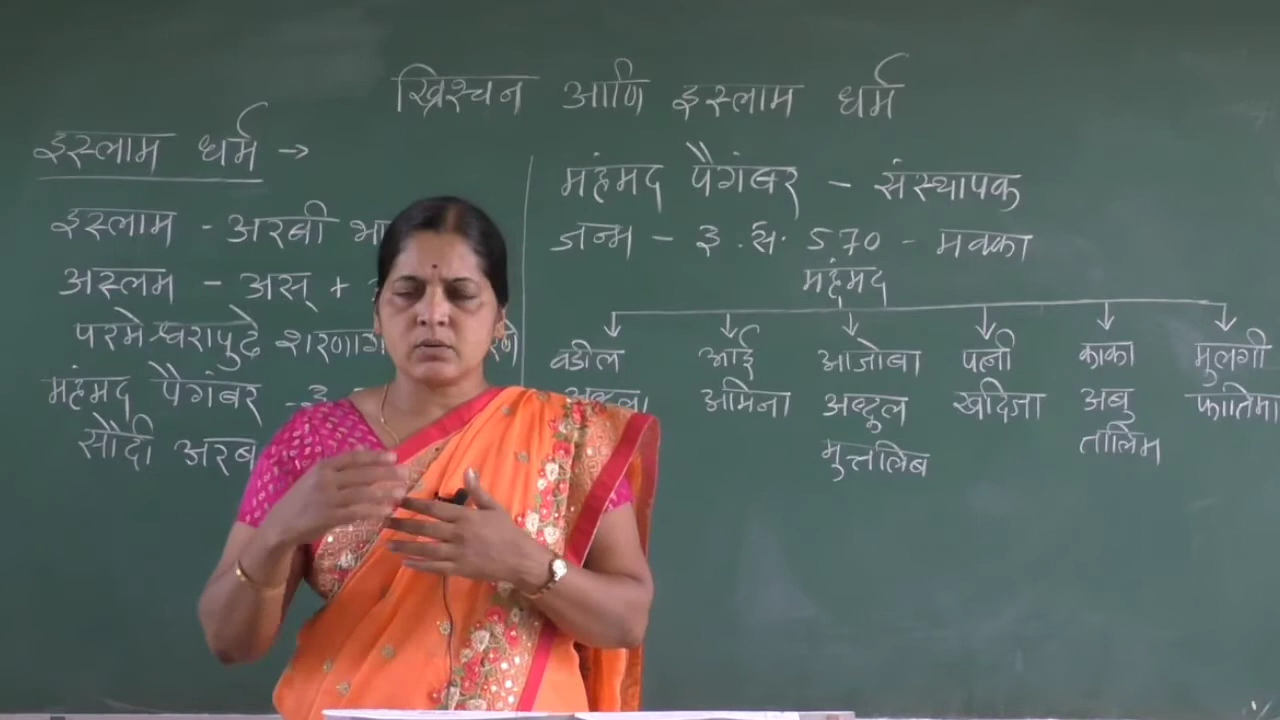 ख्रिश्चन आणि इस्लाम धर्म
इस्लाम धर्म →
इस्लाम - अरबी
अस्लम - अस् +
परमेश्वरापुढे
महंमद पैगंबर -
सौदी अरब
महंमद पैगंबर - संस्थापक
जन्म - इ.स. 570 - मक्का
महंमद
वडील आई आजोबा पत्नी काका मुलगी
अमिना अब्दुल खदिजा अबु फातिमा
मुत्तलिब तालिम